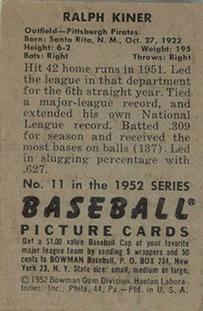 RALPH KINER
Outfield—Pittsburgh Pirates
Born: Santa Rita, N. M., Oct. 27, 1922
Height: 6-2 Weight: 195
Bats: Right Throws: Right
Hit 42 home runs in 1951. Led
the league in that department
for the 6th straight year. Tied
a major-league record, and
extended his own National
League record. Batted .309
for season and received the
most bases on balls (137). Led
in slugging percentage with
.627.
No. 11 in the 1952 SERIES
BASEBALL®
PICTURE CARDS
Get a $1.00 value Baseball Cap of your favorite
major league team by sending 5 wrappers and 50
cents to BOWMAN Baseball, P. O. BOX 234, New
York 23, N. Y. State size: small, medium or large.
©1952 Bowman Gum Division, Haelan Labora-
tories, Inc., Phila. 44, Pa.—Ptd. in U. S. A.